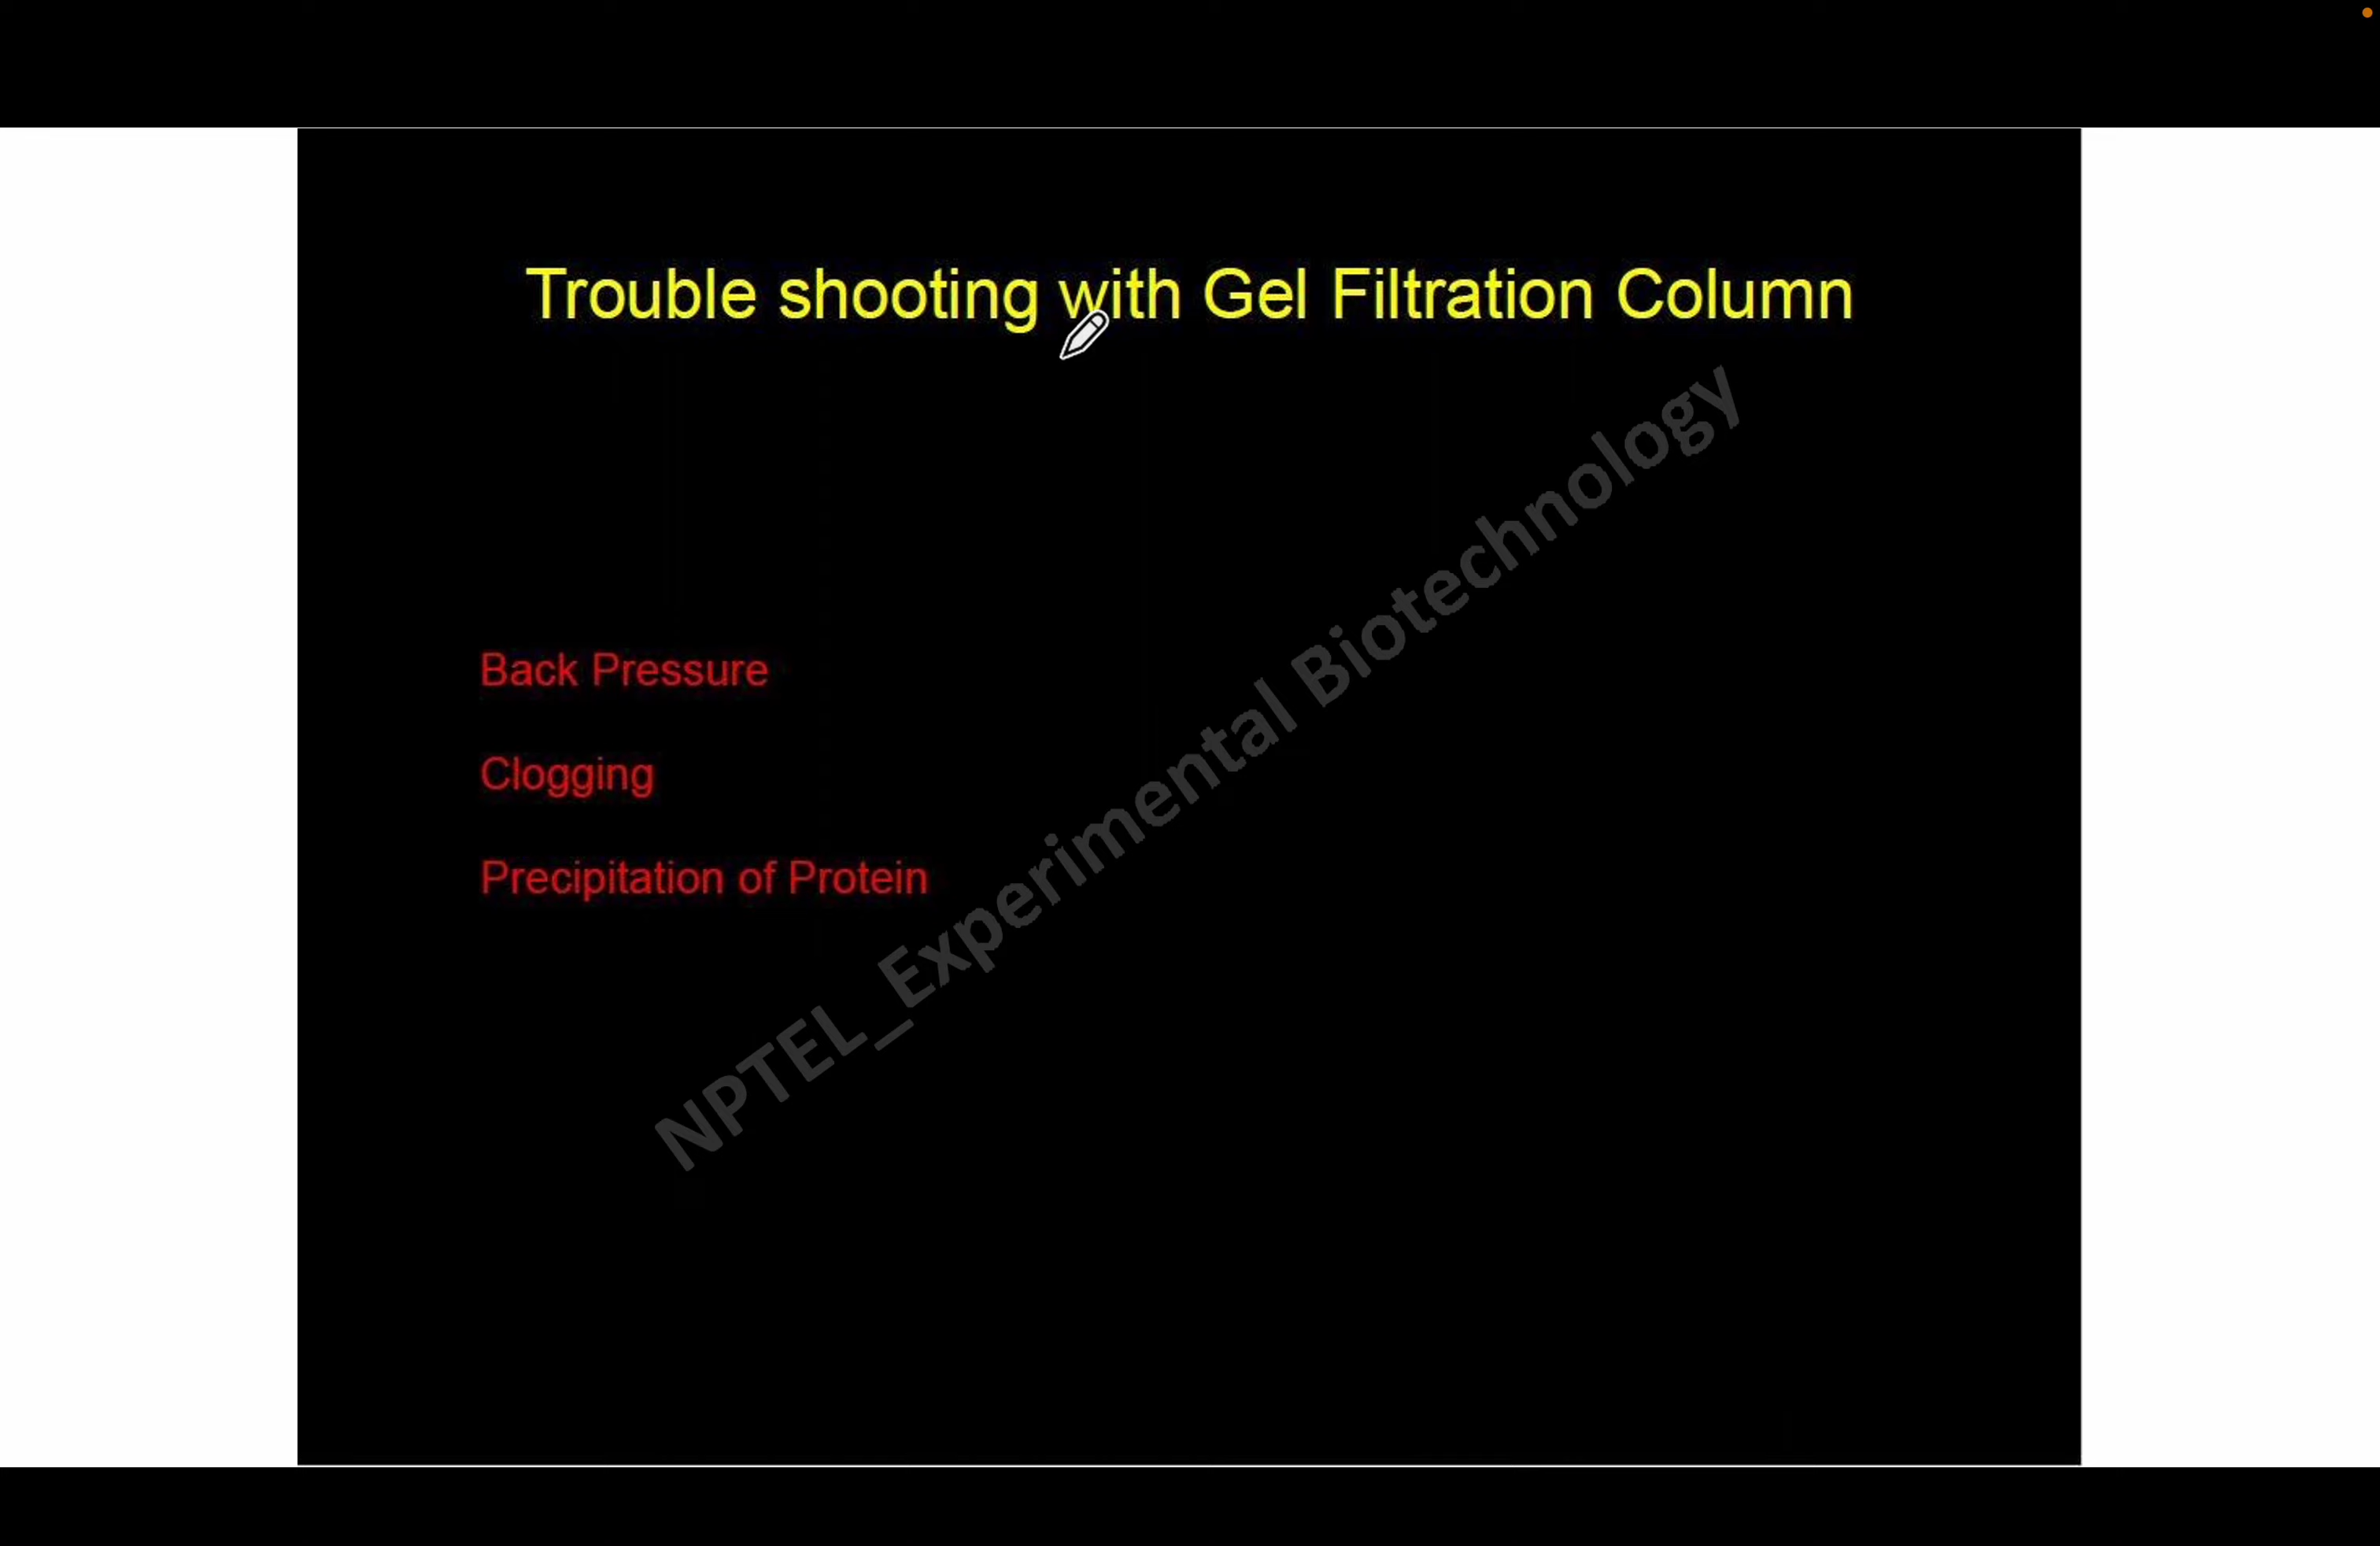 Trouble shooting with Gel Filtration Column
Back Pressure
Clogging
Precipitation of Protein
NPTEL_Experimental Biotechnology